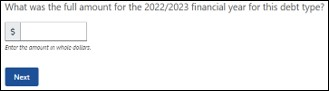 What was the full amount for the 2022/2023 financial year for this debt type?
$
Enter the amount in whole dollars.
Next